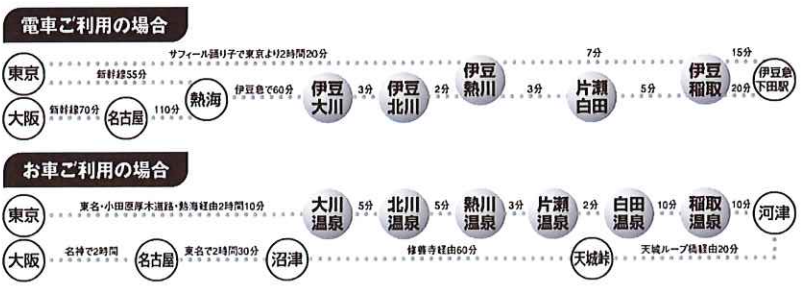 電車ご利用の場合
サフィール踊り子で東京より2時間20分
7分
15分
東京
新幹線55分
熱海
伊豆急で60分
伊豆大川
3分
伊豆北川
2分
伊豆熱川
3分
片瀬白田
5分
伊豆稲取
20分
伊豆急下田駅
大阪
新幹線70分
名古屋
110分
お車ご利用の場合
東京
東名・小田原厚木道路・熱海経由2時間10分
大川温泉
5分
北川温泉
5分
熱川温泉
3分
片瀬温泉
2分
白田温泉
10分
稲取温泉
10分
河津
大阪
名神で2時間
名古屋
東名で2時間30分
沼津
修善寺経由60分
天城峠
天城ループ橋経由20分